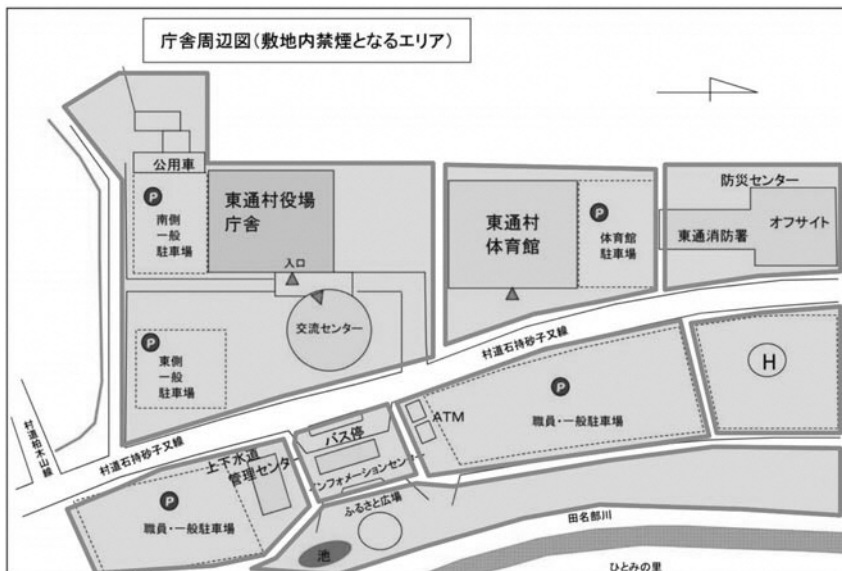 庁舎周辺図(敷地内禁煙となるエリア)
公用車
P
南側
一般
駐車場
東通村役場
庁舎
入口
交流センター
P
東側
一般
駐車場
東通村
体育館
P
体育館
駐車場
防災センター
東通消防署
オフサイト
村道石持砂子又線
H
P
職員・一般駐車場
ATM
バス停
インフォメーションセンター
村道柏木山線
村道石持砂子又線
上下水道
管理センター
P
職員・一般駐車場
ふるさと広場
池
田名部川
ひとみの里